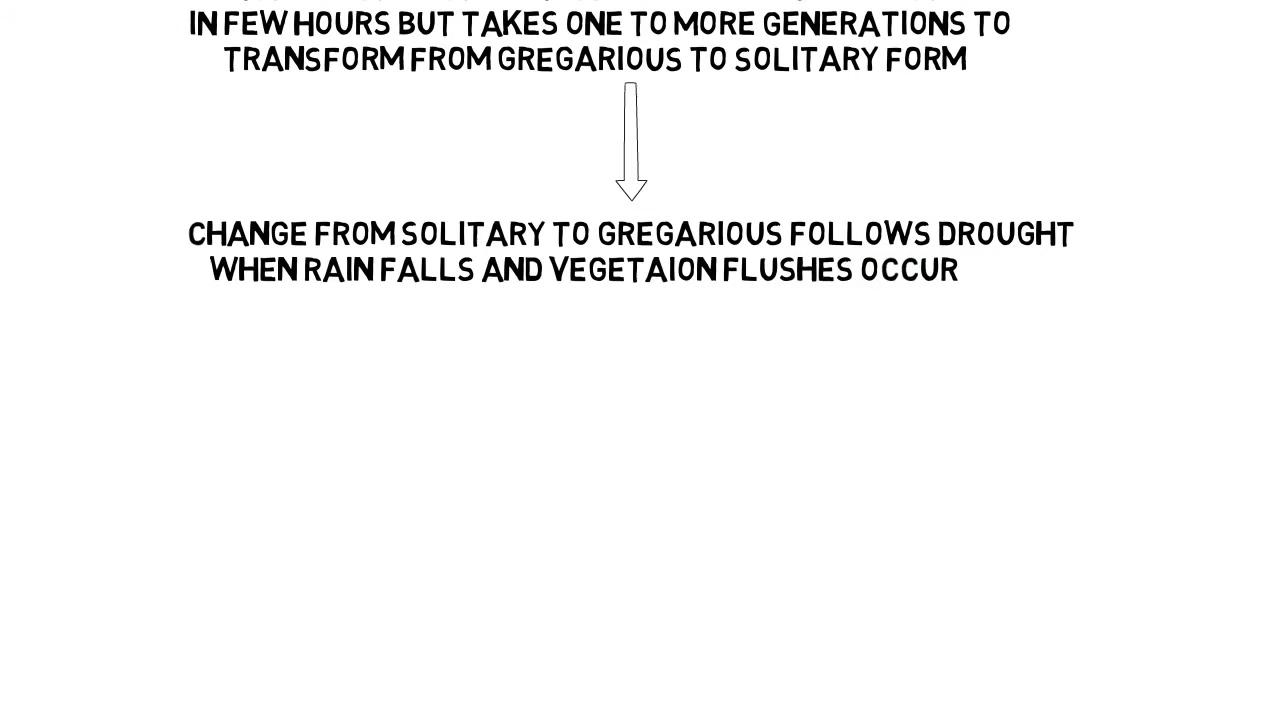 IN FEW HOURS BUT TAKES ONE TO MORE GENERATIONS TO
TRANSFORM FROM GREGARIOUS TO SOLITARY FORM
CHANGE FROM SOLITARY TO GREGARIOUS FOLLOWS DROUGHT
WHEN RAIN FALLS AND VEGETAION FLUSHES OCCUR